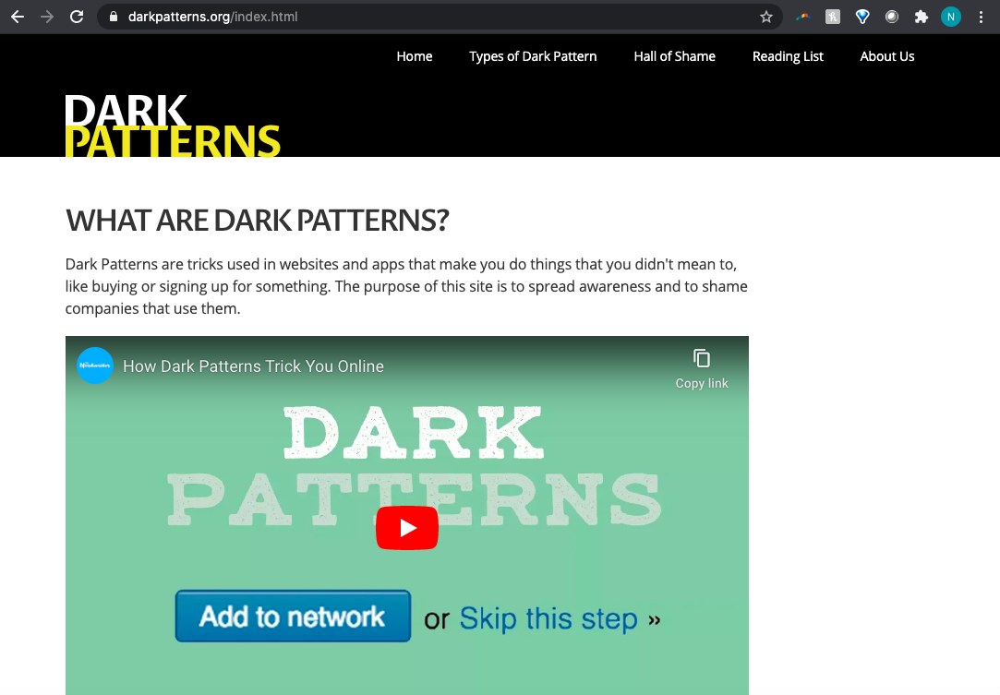 darkpatterns.org/index.html
N
Home Types of Dark Pattern Hall of Shame Reading List About Us
DARK
PATTERNS
WHAT ARE DARK PATTERNS?
Dark Patterns are tricks used in websites and apps that make you do things that you didn't mean to,
like buying or signing up for something. The purpose of this site is to spread awareness and to shame
companies that use them.
How Dark Patterns Trick You Online
Copy link
DARK
PATTERNS
Add to network or Skip this step »